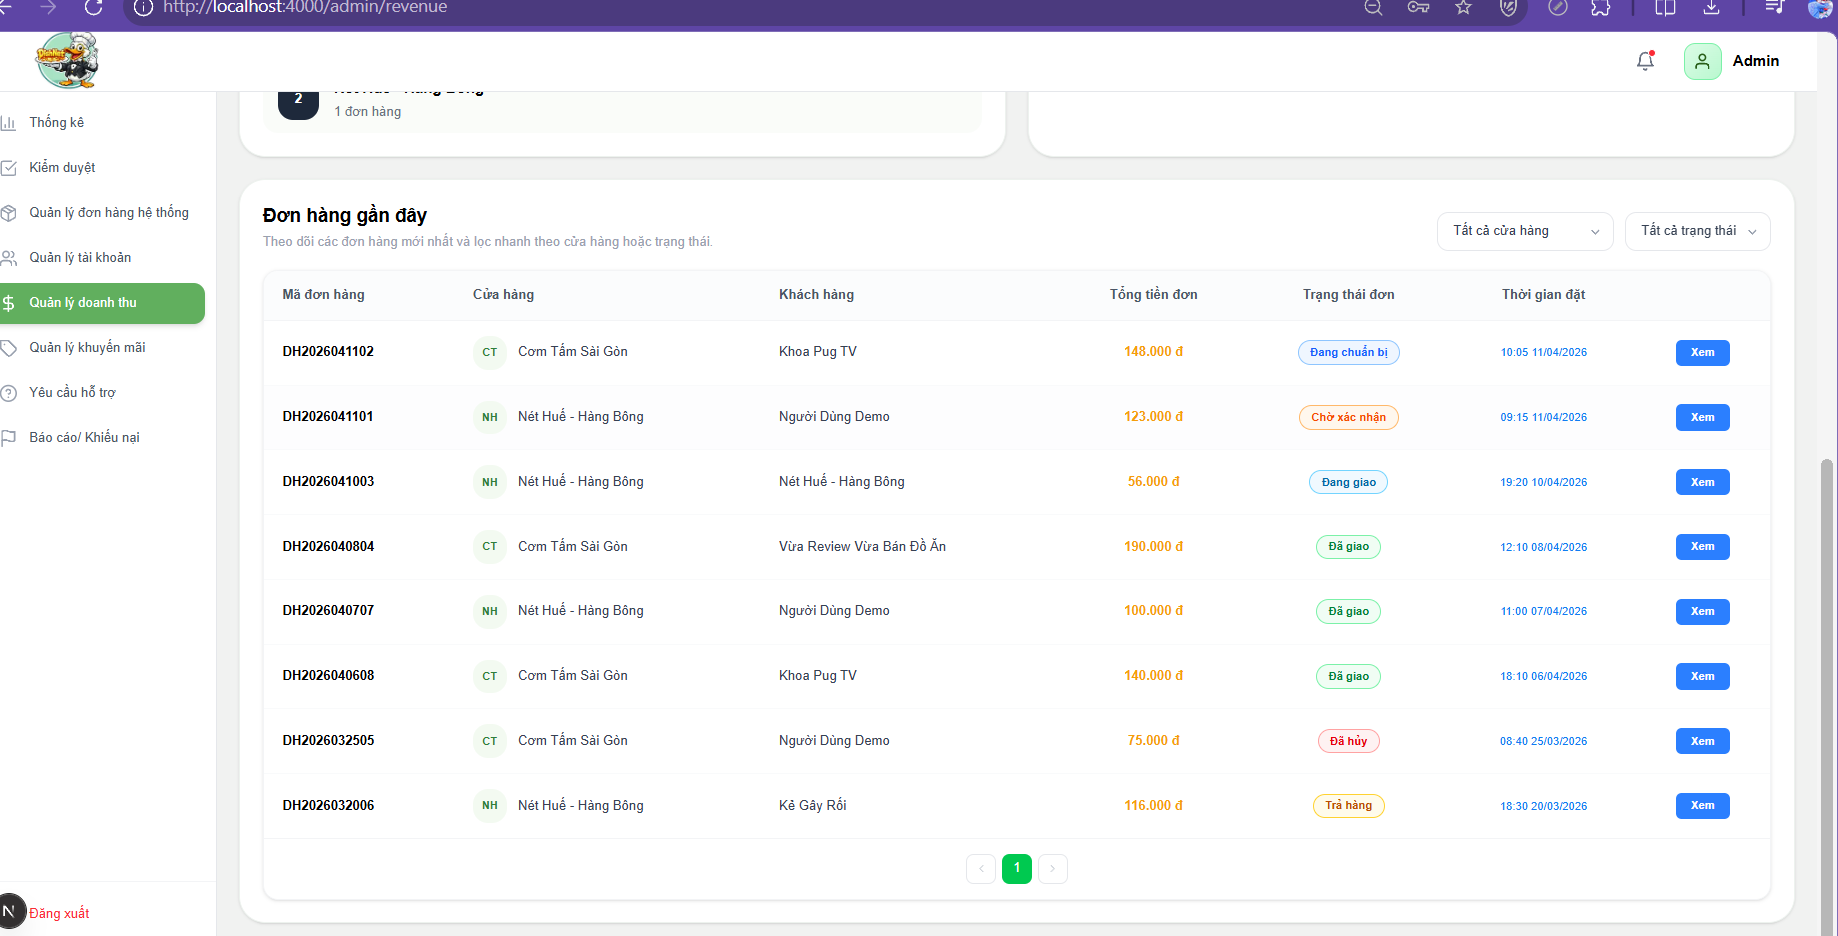 http://localhost:4000/admin/revenue
Admin
Thống kê
Kiểm duyệt
Quản lý đơn hàng hệ thống
Quản lý tài khoản
Quản lý doanh thu
Quản lý khuyến mãi
Yêu cầu hỗ trợ
Báo cáo/ Khiếu nại
N
Đăng xuất
2
1 đơn hàng
Đơn hàng gần đây
Theo dõi các đơn hàng mới nhất và lọc nhanh theo cửa hàng hoặc trạng thái.
Tất cả cửa hàng
Tất cả trạng thái
Mã đơn hàng Cửa hàng Khách hàng Tổng tiền đơn Trạng thái đơn Thời gian đặt
DH2026041102 CT Cơm Tấm Sài Gòn Khoa Pug TV 148.000 đ Đang chuẩn bị 10:05 11/04/2026 Xem
DH2026041101 NH Nét Huế - Hàng Bông Người Dùng Demo 123.000 đ Chờ xác nhận 09:15 11/04/2026 Xem
DH2026041003 NH Nét Huế - Hàng Bông Nét Huế - Hàng Bông 56.000 đ Đang giao 19:20 10/04/2026 Xem
DH2026040804 CT Cơm Tấm Sài Gòn Vừa Review Vừa Bán Đồ Ăn 190.000 đ Đã giao 12:10 08/04/2026 Xem
DH2026040707 NH Nét Huế - Hàng Bông Người Dùng Demo 100.000 đ Đã giao 11:00 07/04/2026 Xem
DH2026040608 CT Cơm Tấm Sài Gòn Khoa Pug TV 140.000 đ Đã giao 18:10 06/04/2026 Xem
DH2026032505 CT Cơm Tấm Sài Gòn Người Dùng Demo 75.000 đ Đã hủy 08:40 25/03/2026 Xem
DH2026032006 NH Nét Huế - Hàng Bông Kẻ Gây Rối 116.000 đ Trả hàng 18:30 20/03/2026 Xem
1